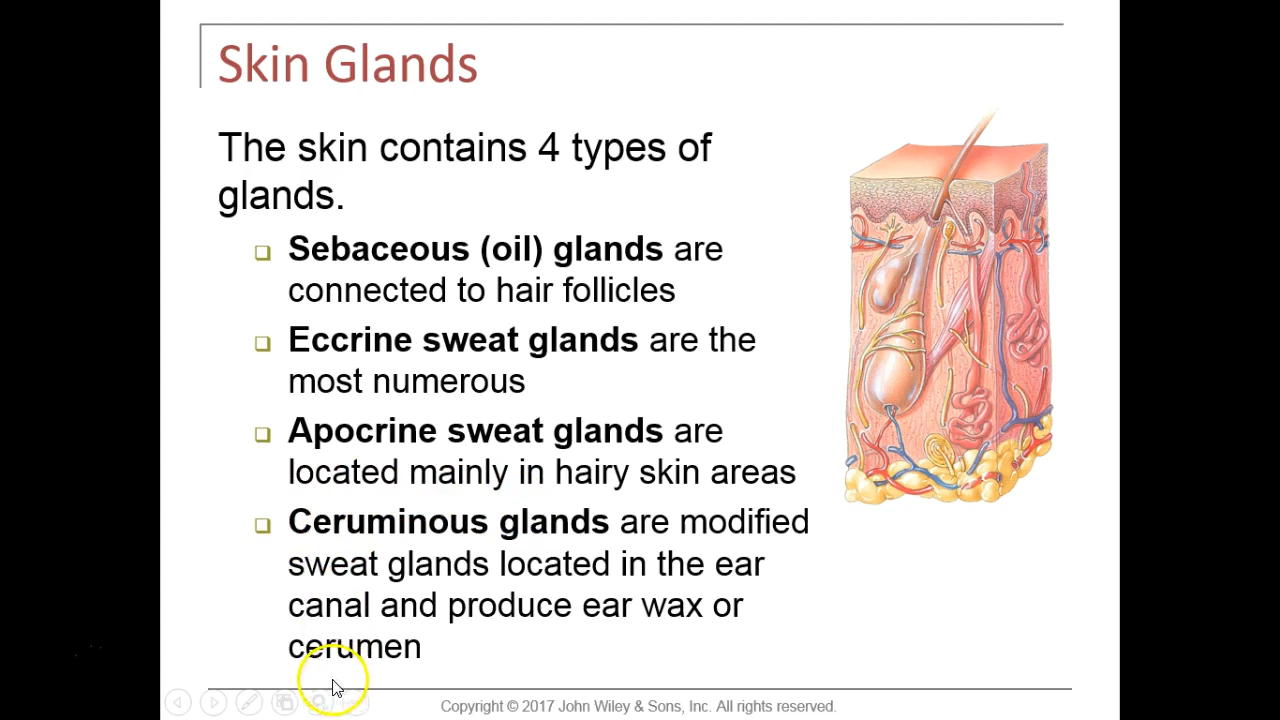 Skin Glands
The skin contains 4 types of
glands.
Sebaceous (oil) glands are
connected to hair follicles
Eccrine sweat glands are the
most numerous
Apocrine sweat glands are
located mainly in hairy skin areas
Ceruminous glands are modified
sweat glands located in the ear
canal and produce ear wax or
cerumen
Copyright © 2017 John Wiley & Sons, Inc. All rights reserved.